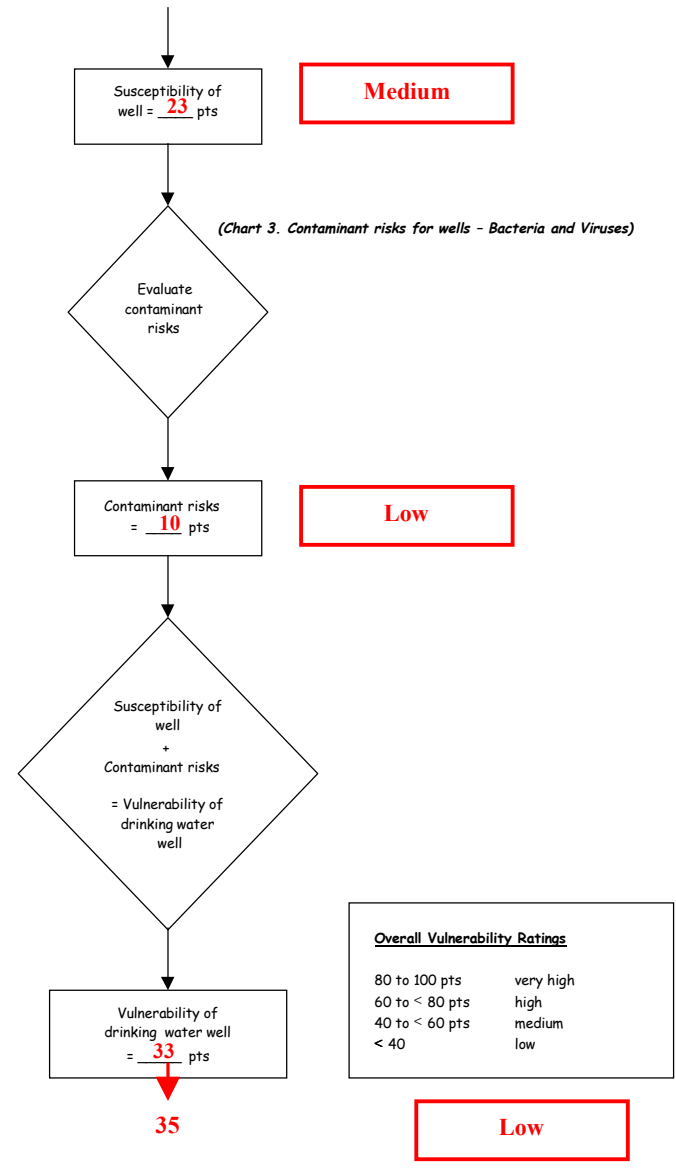 Susceptibility of
well = 23 pts
Medium
(Chart 3. Contaminant risks for wells – Bacteria and Viruses)
Evaluate
contaminant
risks
Contaminant risks
= 10 pts
Low
Susceptibility of
well
+
Contaminant risks
= Vulnerability of
drinking water
well
Overall Vulnerability Ratings
80 to 100 pts very high
60 to < 80 pts high
40 to < 60 pts medium
< 40 low
Vulnerability of
drinking water well
= 33 pts
35
Low